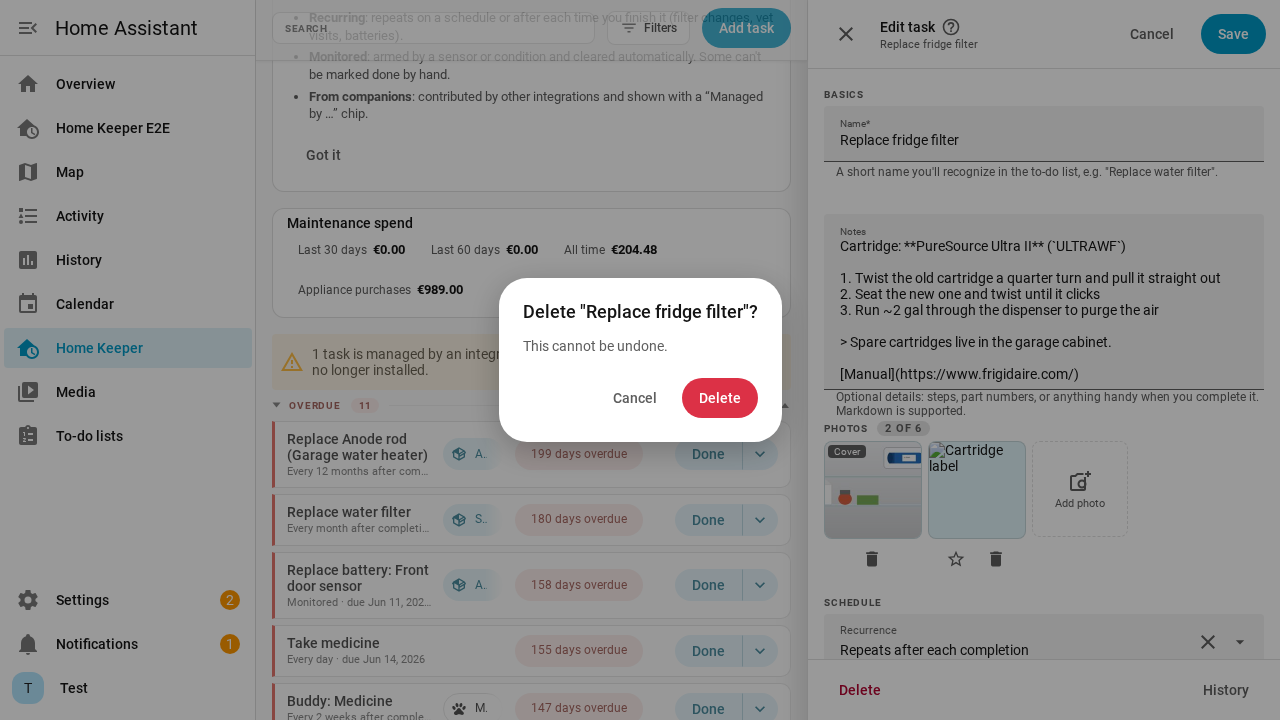 Home Assistant
Overview
Home Keeper E2E
Map
Activity
History
Calendar
Home Keeper
Media
To-do lists
Settings
2
Notifications
1
T
Test
SEARCH
Filters
Add task
Recurring: repeats on a schedule or after each time you finish it (filter changes, vet
visits, batteries).
Monitored: armed by a sensor or condition and cleared automatically. Some can't
be marked done by hand.
From companions: contributed by other integrations and shown with a “Managed
by …” chip.
Got it
Maintenance spend
Last 30 days €0.00
Last 60 days €0.00
All time €204.48
Appliance purchases €989.00
1 task is managed by an integr
no longer installed.
OVERDUE 11
Replace Anode rod
(Garage water heater)
Every 12 months after com…
A..
199 days overdue
Done
Replace water filter
Every month after completi…
S..
180 days overdue
Done
Replace battery: Front
door sensor
Monitored · due Jun 11, 202…
A..
158 days overdue
Done
Take medicine
Every day · due Jun 14, 2026
155 days overdue
Done
Buddy: Medicine
Every 2 weeks after comple…
M.
147 days overdue
Done
Delete "Replace fridge filter"?
This cannot be undone.
Cancel
Delete
Edit task
Replace fridge filter
Cancel
Save
BASICS
Name*
Replace fridge filter
A short name you'll recognize in the to-do list, e.g. "Replace water filter".
Notes
Cartridge: **PureSource Ultra II** (`ULTRAWF`)
1. Twist the old cartridge a quarter turn and pull it straight out
2. Seat the new one and twist until it clicks
3. Run ~2 gal through the dispenser to purge the air
> Spare cartridges live in the garage cabinet.
[Manual](https://www.frigidaire.com/)
Optional details: steps, part numbers, or anything handy when you complete it.
Markdown is supported.
PHOTOS 2 OF 6
Cover
Cartridge
label
Add photo
SCHEDULE
Recurrence
Repeats after each completion
Delete
History